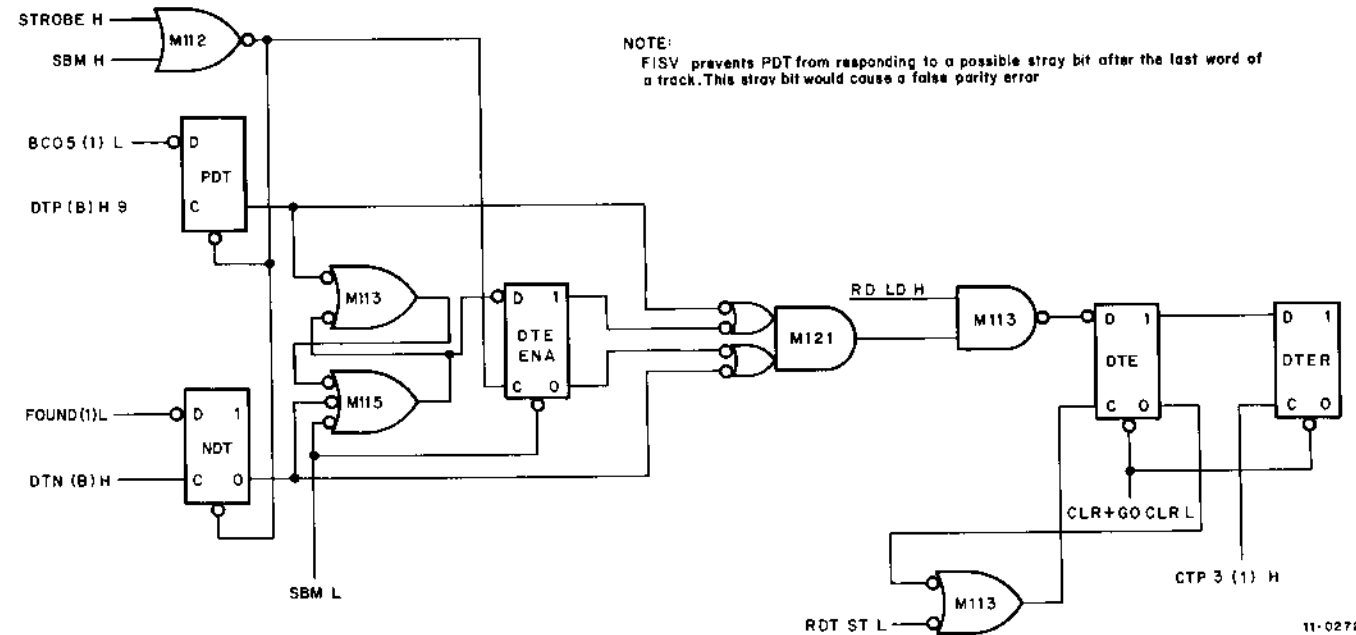 STROBE H
M112
SBM H
NOTE:
FISV prevents PDT from responding to a possible stray bit after the last word of
a track. This stray bit would cause a false parity error
BC05 (1) L
D
PDT
C
DTP (B) H 9
M113
RD LD H
D 1
DTE
ENA
C 0
M121
M113
D 1
DTE
C 0
D 1
DTER
C 0
M115
FOUND(1)L
D 1
NDT
C 0
DTN (B) H
CLR+GO CLR L
CTP 3 (1) H
SBM L
M113
RDT ST L